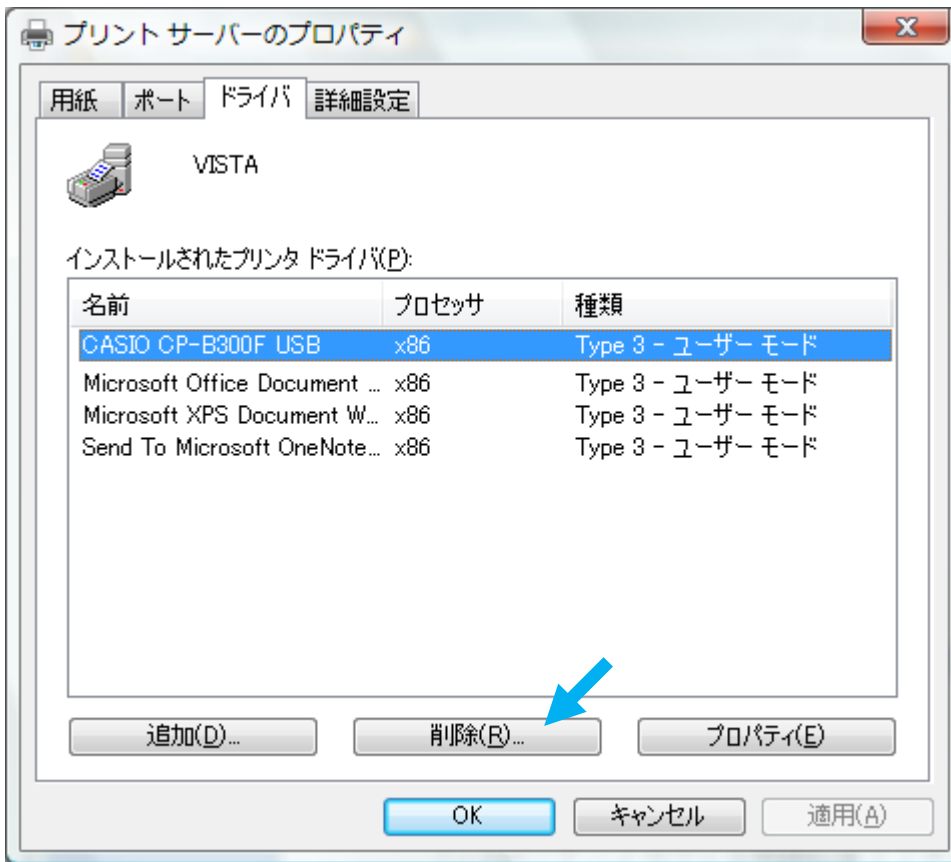 プリント サーバーのプロパティ
用紙 ポート ドライバ 詳細設定
VISTA
インストールされたプリンタ ドライバ(P):
名前 プロセッサ 種類
CASIO CP-B300F USB x86 Type 3 - ユーザー モード
Microsoft Office Document ... x86 Type 3 - ユーザー モード
Microsoft XPS Document W... x86 Type 3 - ユーザー モード
Send To Microsoft OneNote... x86 Type 3 - ユーザー モード
追加(D)... 削除(R)... プロパティ(E)
OK キャンセル 適用(A)